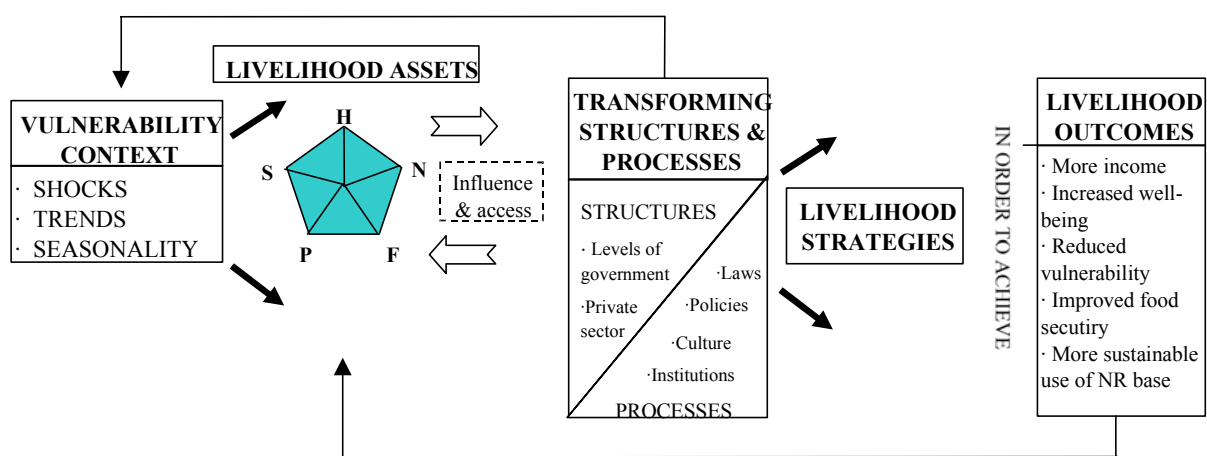 LIVELIHOOD ASSETS
VULNERABILITY
CONTEXT
· SHOCKS
· TRENDS
· SEASONALITY
H
S
N
P
F
Influence
& access
TRANSFORMING
STRUCTURES &
PROCESSES
STRUCTURES
· Levels of
government
·Private
sector
·Laws
·Policies
·Culture
·Institutions
PROCESSES
LIVELIHOOD
STRATEGIES
IN ORDER TO ACHIEVE
LIVELIHOOD
OUTCOMES
· More income
· Increased well-
being
· Reduced
vulnerability
· Improved food
secutiry
· More sustainable
use of NR base